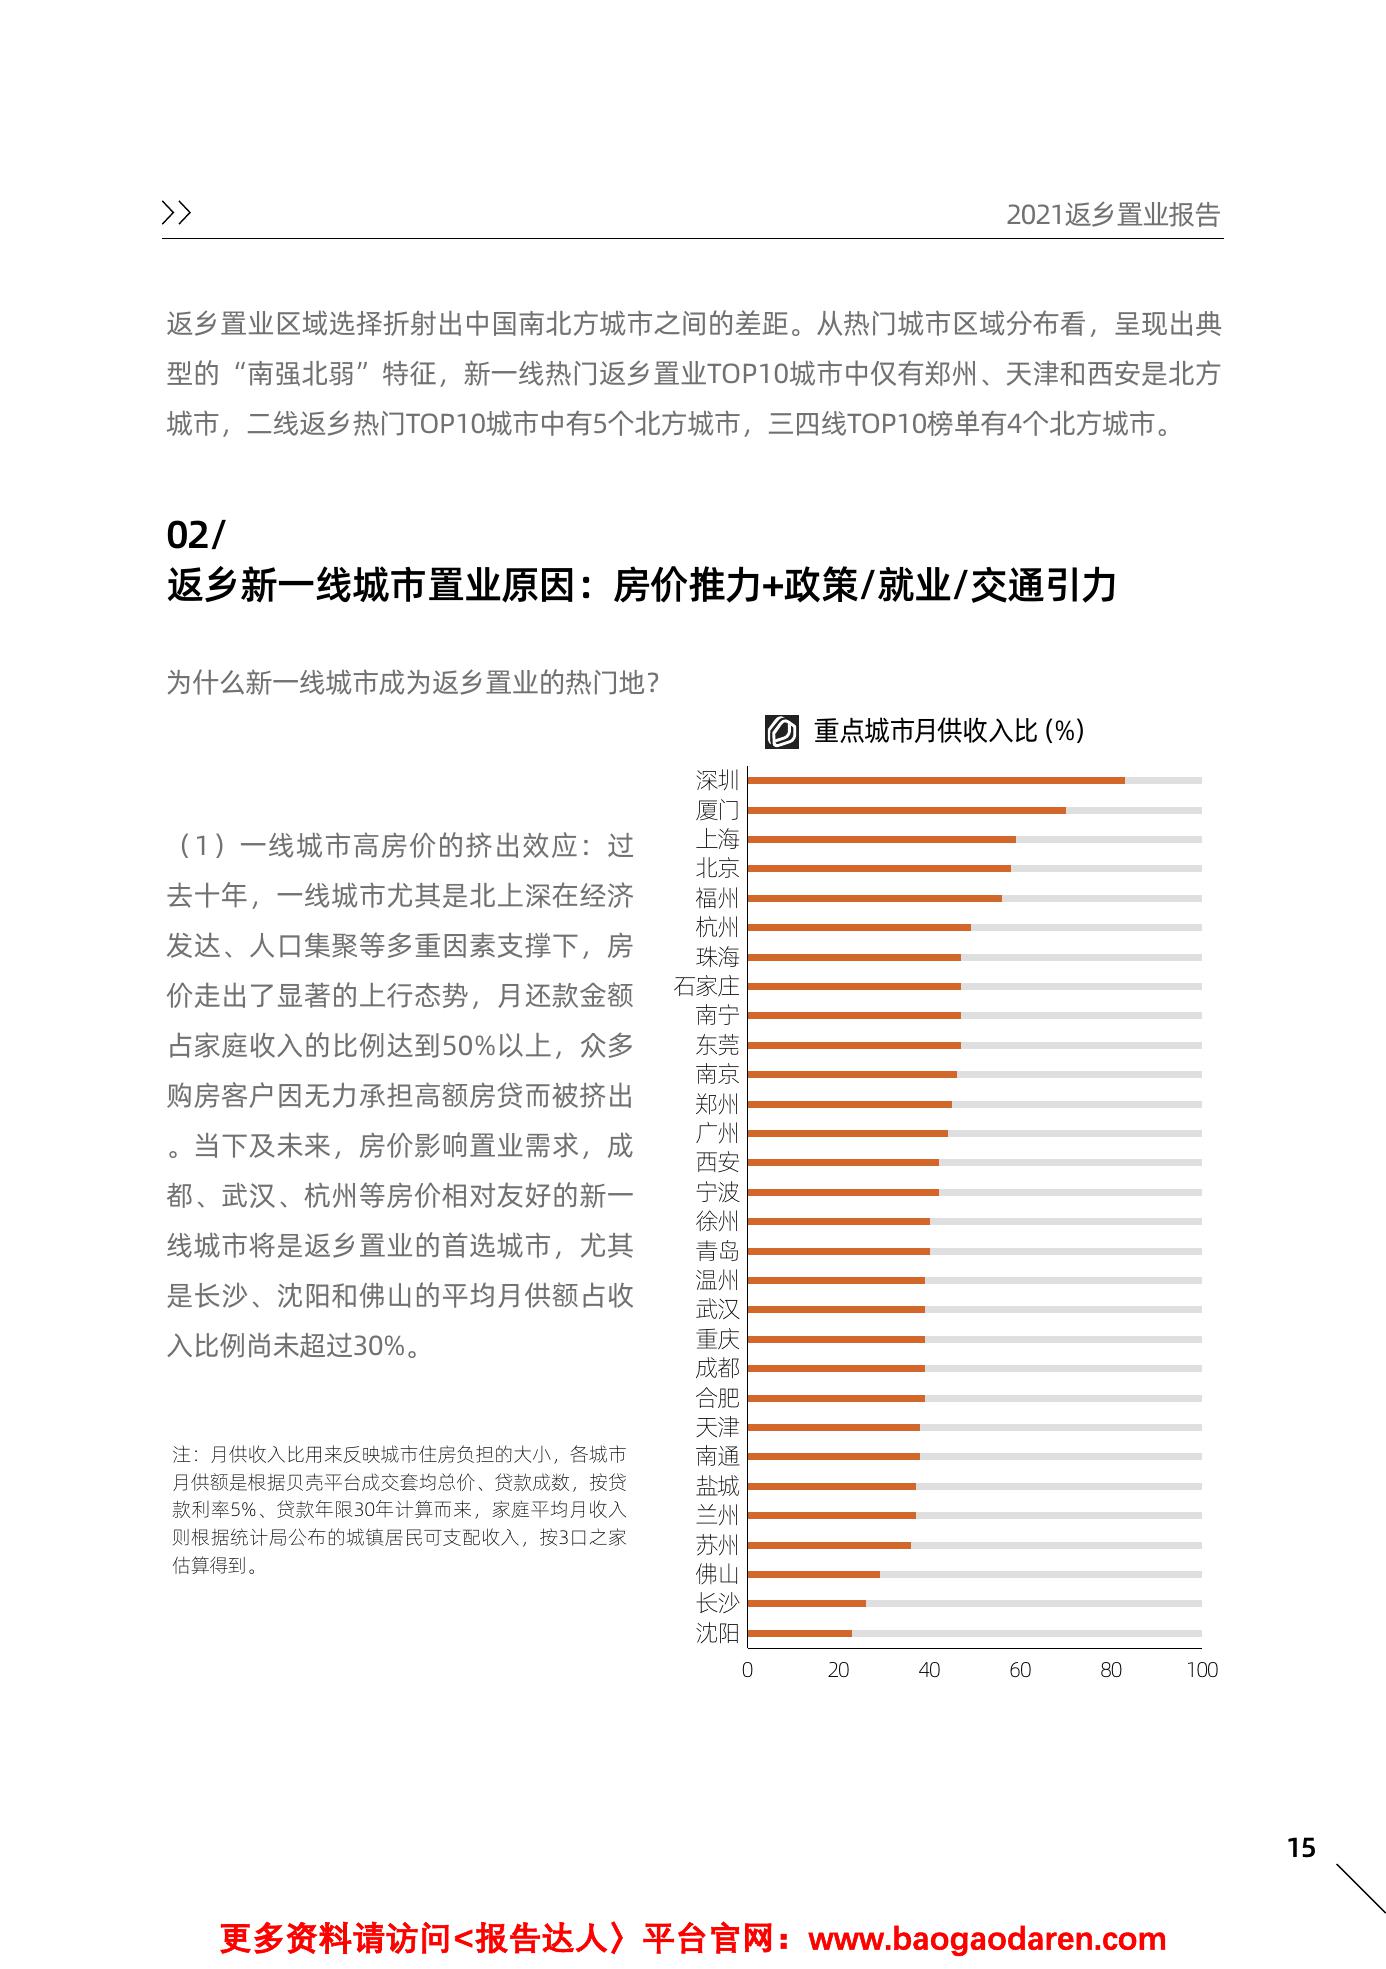 2021返乡置业报告
返乡置业区域选择折射出中国南北方城市之间的差距。从热门城市区域分布看，呈现出典
型的“南强北弱”特征，新一线热门返乡置业TOP10城市中仅有郑州、天津和西安是北方
城市，二线返乡热门TOP10城市中有5个北方城市，三四线TOP10榜单有4个北方城市。
02/
返乡新一线城市置业原因：房价推力+政策/就业/交通引力
为什么新一线城市成为返乡置业的热门地？
（1）一线城市高房价的挤出效应：过
去十年，一线城市尤其是北上深在经济
发达、人口集聚等多重因素支撑下，房
价走出了显著的上行态势，月还款金额
占家庭收入的比例达到50%以上，众多
购房客户因无力承担高额房贷而被挤出
。当下及未来，房价影响置业需求，成
都、武汉、杭州等房价相对友好的新一
线城市将是返乡置业的首选城市，尤其
是长沙、沈阳和佛山的平均月供额占收
入比例尚未超过30%。
注：月供收入比用来反映城市住房负担的大小，各城市
月供额是根据贝壳平台成交套均总价、贷款成数，按贷
款利率5%、贷款年限30年计算而来，家庭平均月收入
则根据统计局公布的城镇居民可支配收入，按3口之家
估算得到。
重点城市月供收入比 (%)
深圳
厦门
上海
北京
福州
杭州
珠海
石家庄
南宁
东莞
南京
郑州
广州
西安
宁波
徐州
青岛
温州
武汉
重庆
成都
合肥
天津
南通
盐城
兰州
苏州
佛山
长沙
沈阳
0 20 40 60 80 100
15
更多资料请访问<报告达人〉平台官网：www.baogaodaren.com